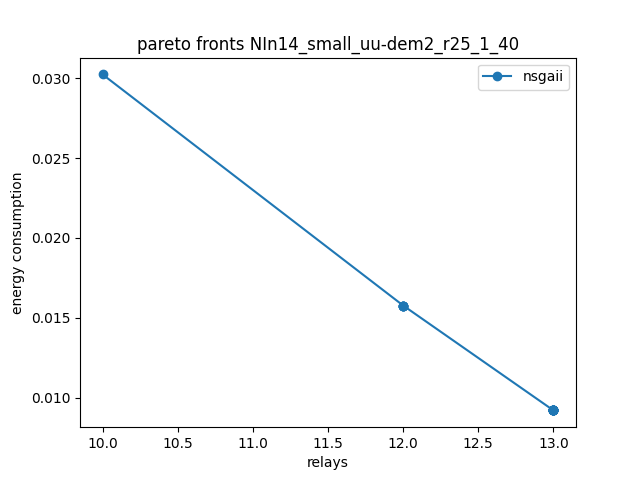 pareto fronts NIn14_small_uu-dem2_r25_1_40
nsgaii
energy consumption
0.030
0.025
0.020
0.015
0.010
10.0 10.5 11.0 11.5 12.0 12.5 13.0
relays